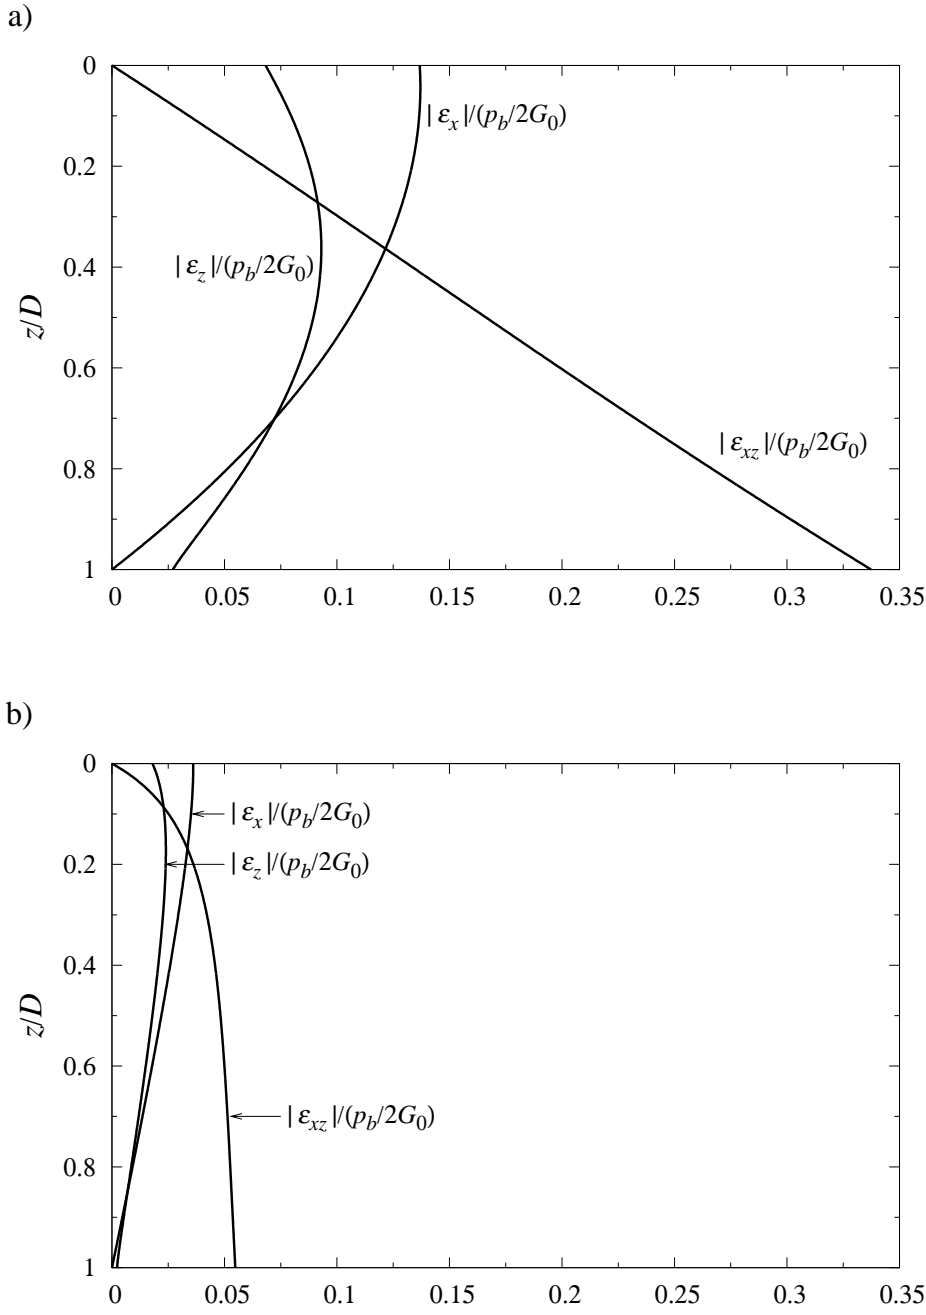 a)
0
|ε_x|/(p_b/2G_0)
0.2
|ε_z|/(p_b/2G_0)
0.4
z/D
0.6
|ε_xz|/(p_b/2G_0)
0.8
1
0 0.05 0.1 0.15 0.2 0.25 0.3 0.35
b)
0
|ε_x|/(p_b/2G_0)
0.2 |ε_z|/(p_b/2G_0)
0.4
z/D
0.6
|ε_xz|/(p_b/2G_0)
0.8
1
0 0.05 0.1 0.15 0.2 0.25 0.3 0.35